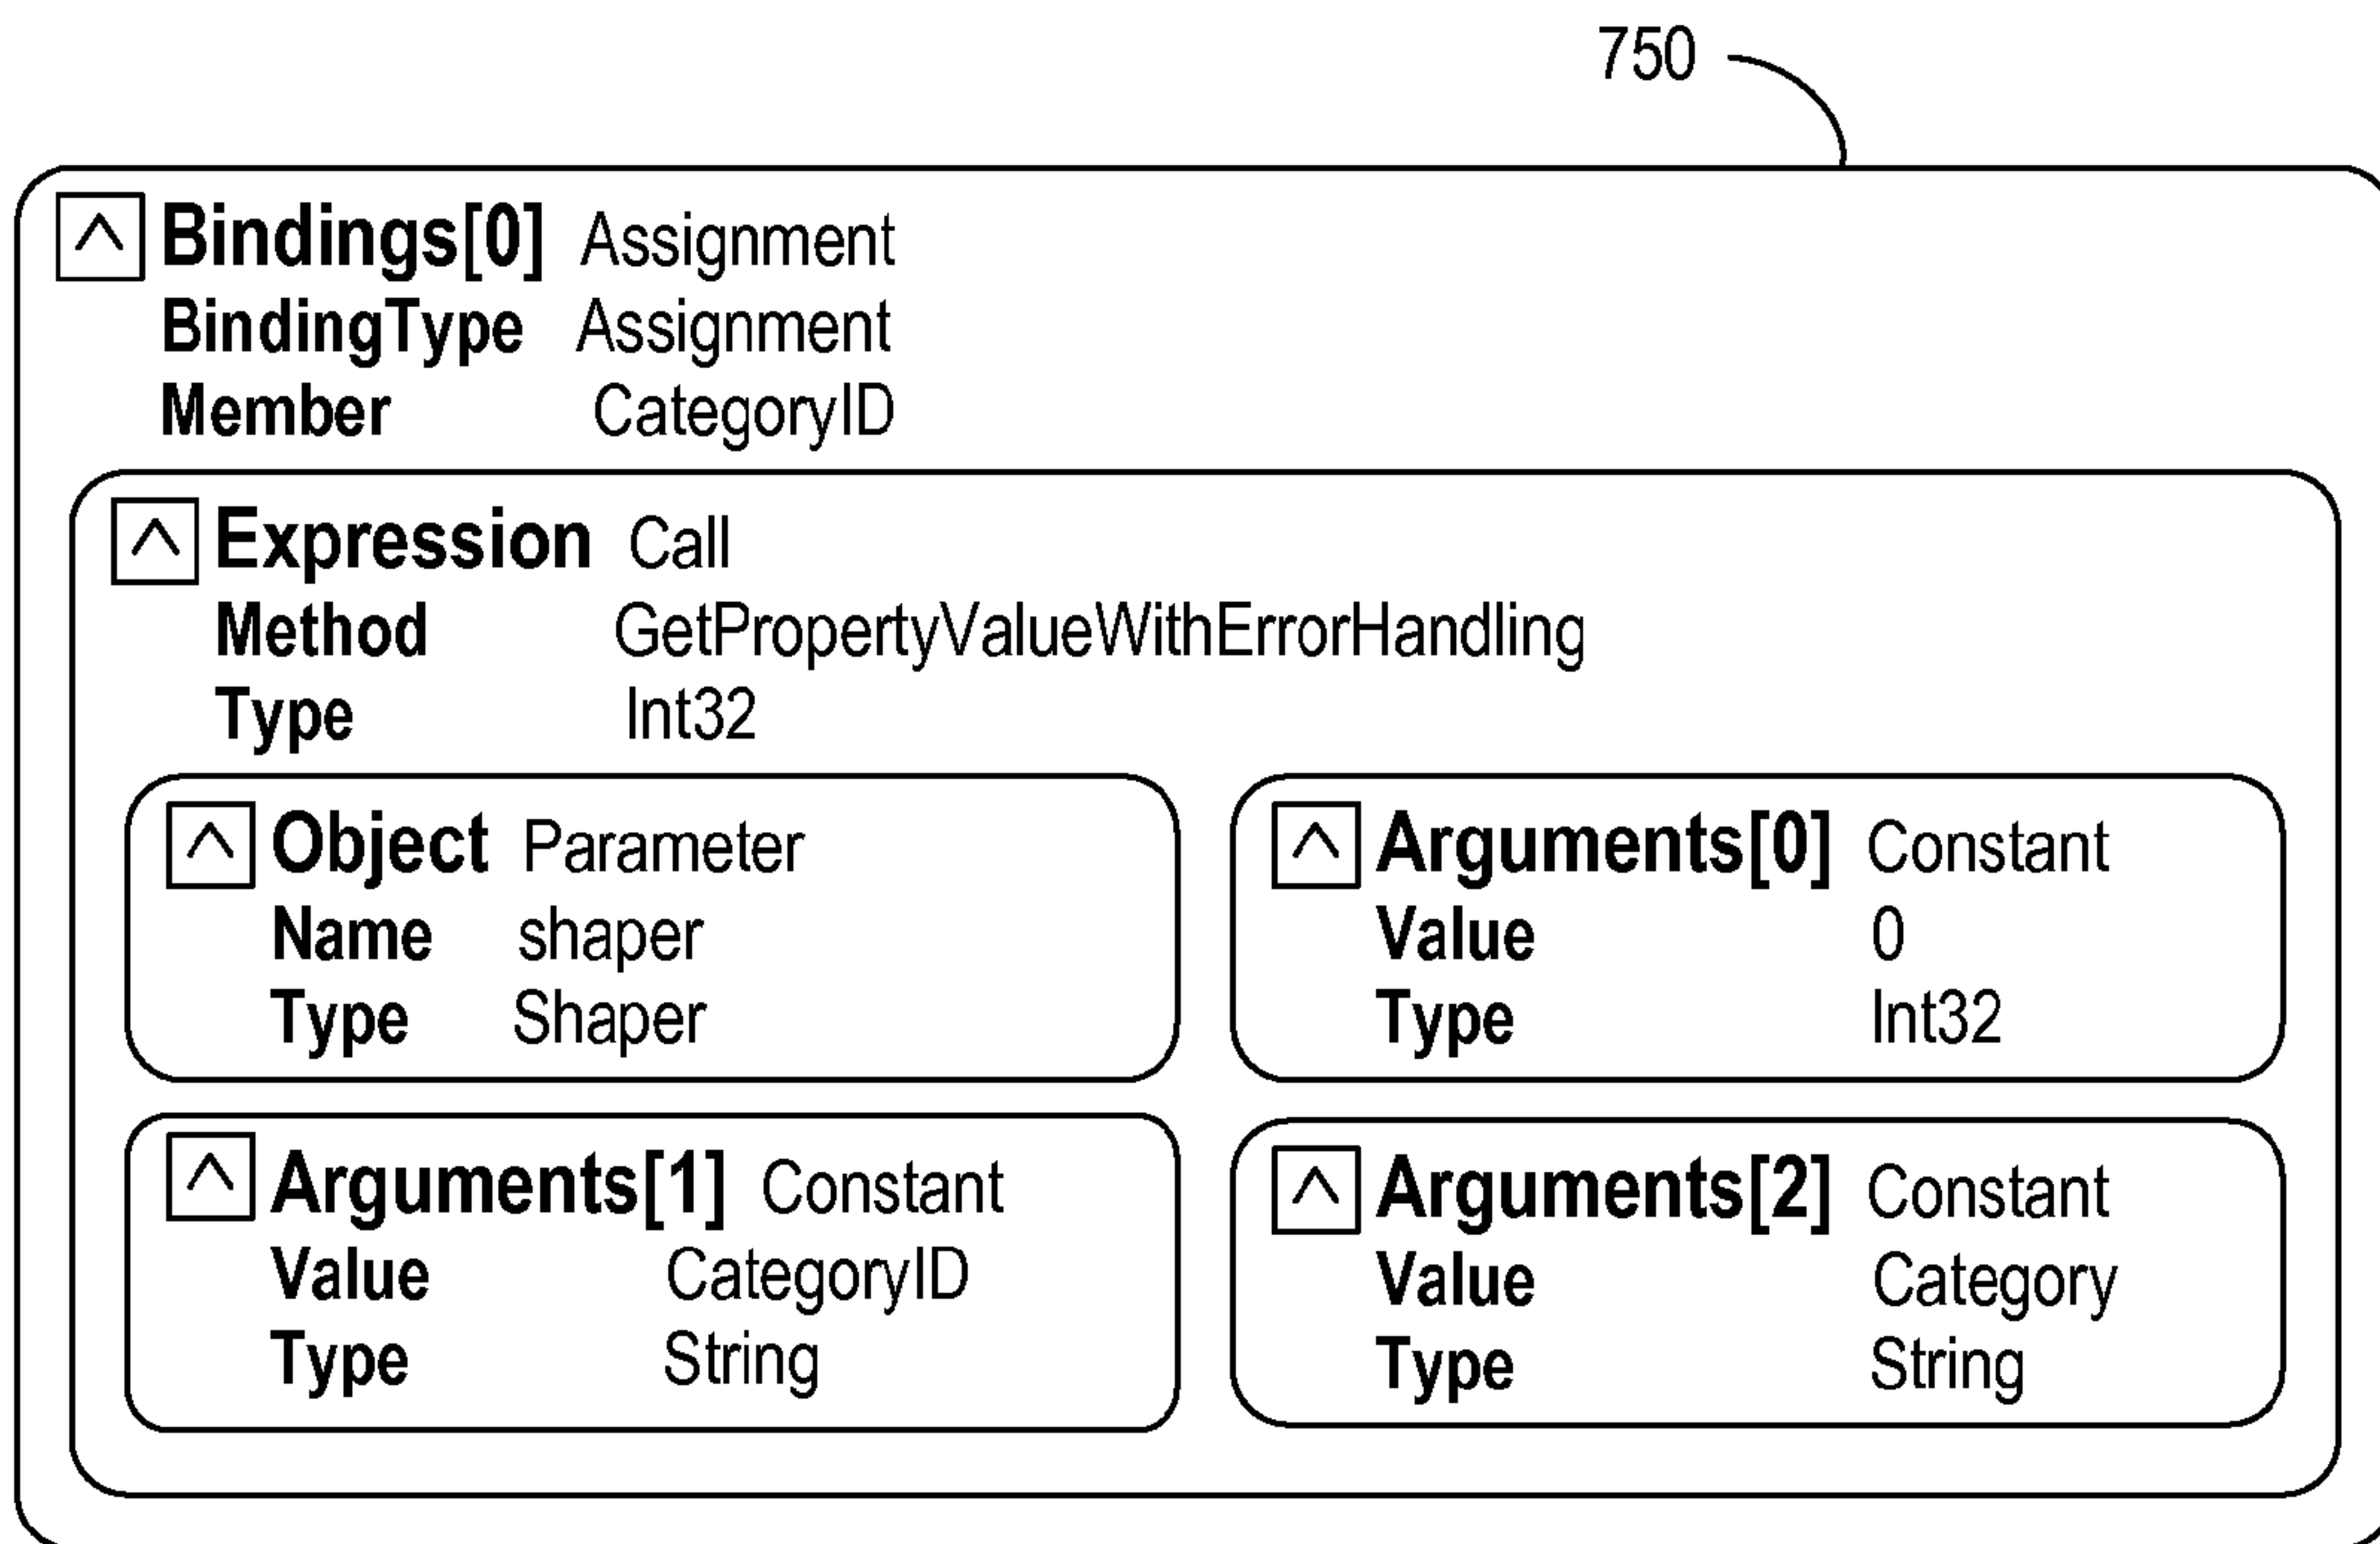 750
Bindings[0] Assignment
BindingType Assignment
Member CategoryID
Expression Call
Method GetPropertyValueWithErrorHandling
Type Int32
Object Parameter
Name shaper
Type Shaper
Arguments[0] Constant
Value 0
Type Int32
Arguments[1] Constant
Value CategoryID
Type String
Arguments[2] Constant
Value Category
Type String